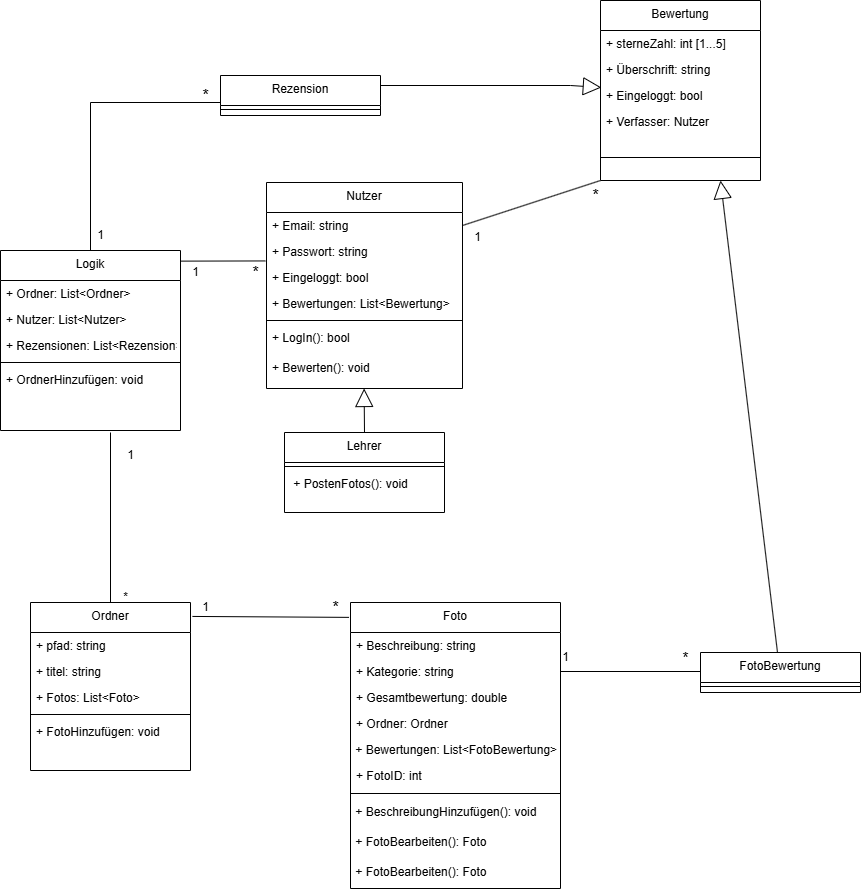 Bewertung
+ sterneZahl: int [1...5]
+ Überschrift: string
+ Eingeloggt: bool
+ Verfasser: Nutzer
Rezension
*
1
Nutzer
+ Email: string
+ Passwort: string
+ Eingeloggt: bool
+ Bewertungen: List<Bewertung>
+ LogIn(): bool
+ Bewerten(): void
*
1
Logik
+ Ordner: List<Ordner>
+ Nutzer: List<Nutzer>
+ Rezensionen: List<Rezension
+ OrdnerHinzufügen: void
1
*
Lehrer
+ PostenFotos(): void
1
*
Ordner
+ pfad: string
+ titel: string
+ Fotos: List<Foto>
+ FotoHinzufügen: void
1
*
Foto
+ Beschreibung: string
+ Kategorie: string
+ Gesamtbewertung: double
+ Ordner: Ordner
+ Bewertungen: List<FotoBewertung>
+ FotoID: int
+ BeschreibungHinzufügen(): void
+ FotoBearbeiten(): Foto
+ FotoBearbeiten(): Foto
1
*
FotoBewertung